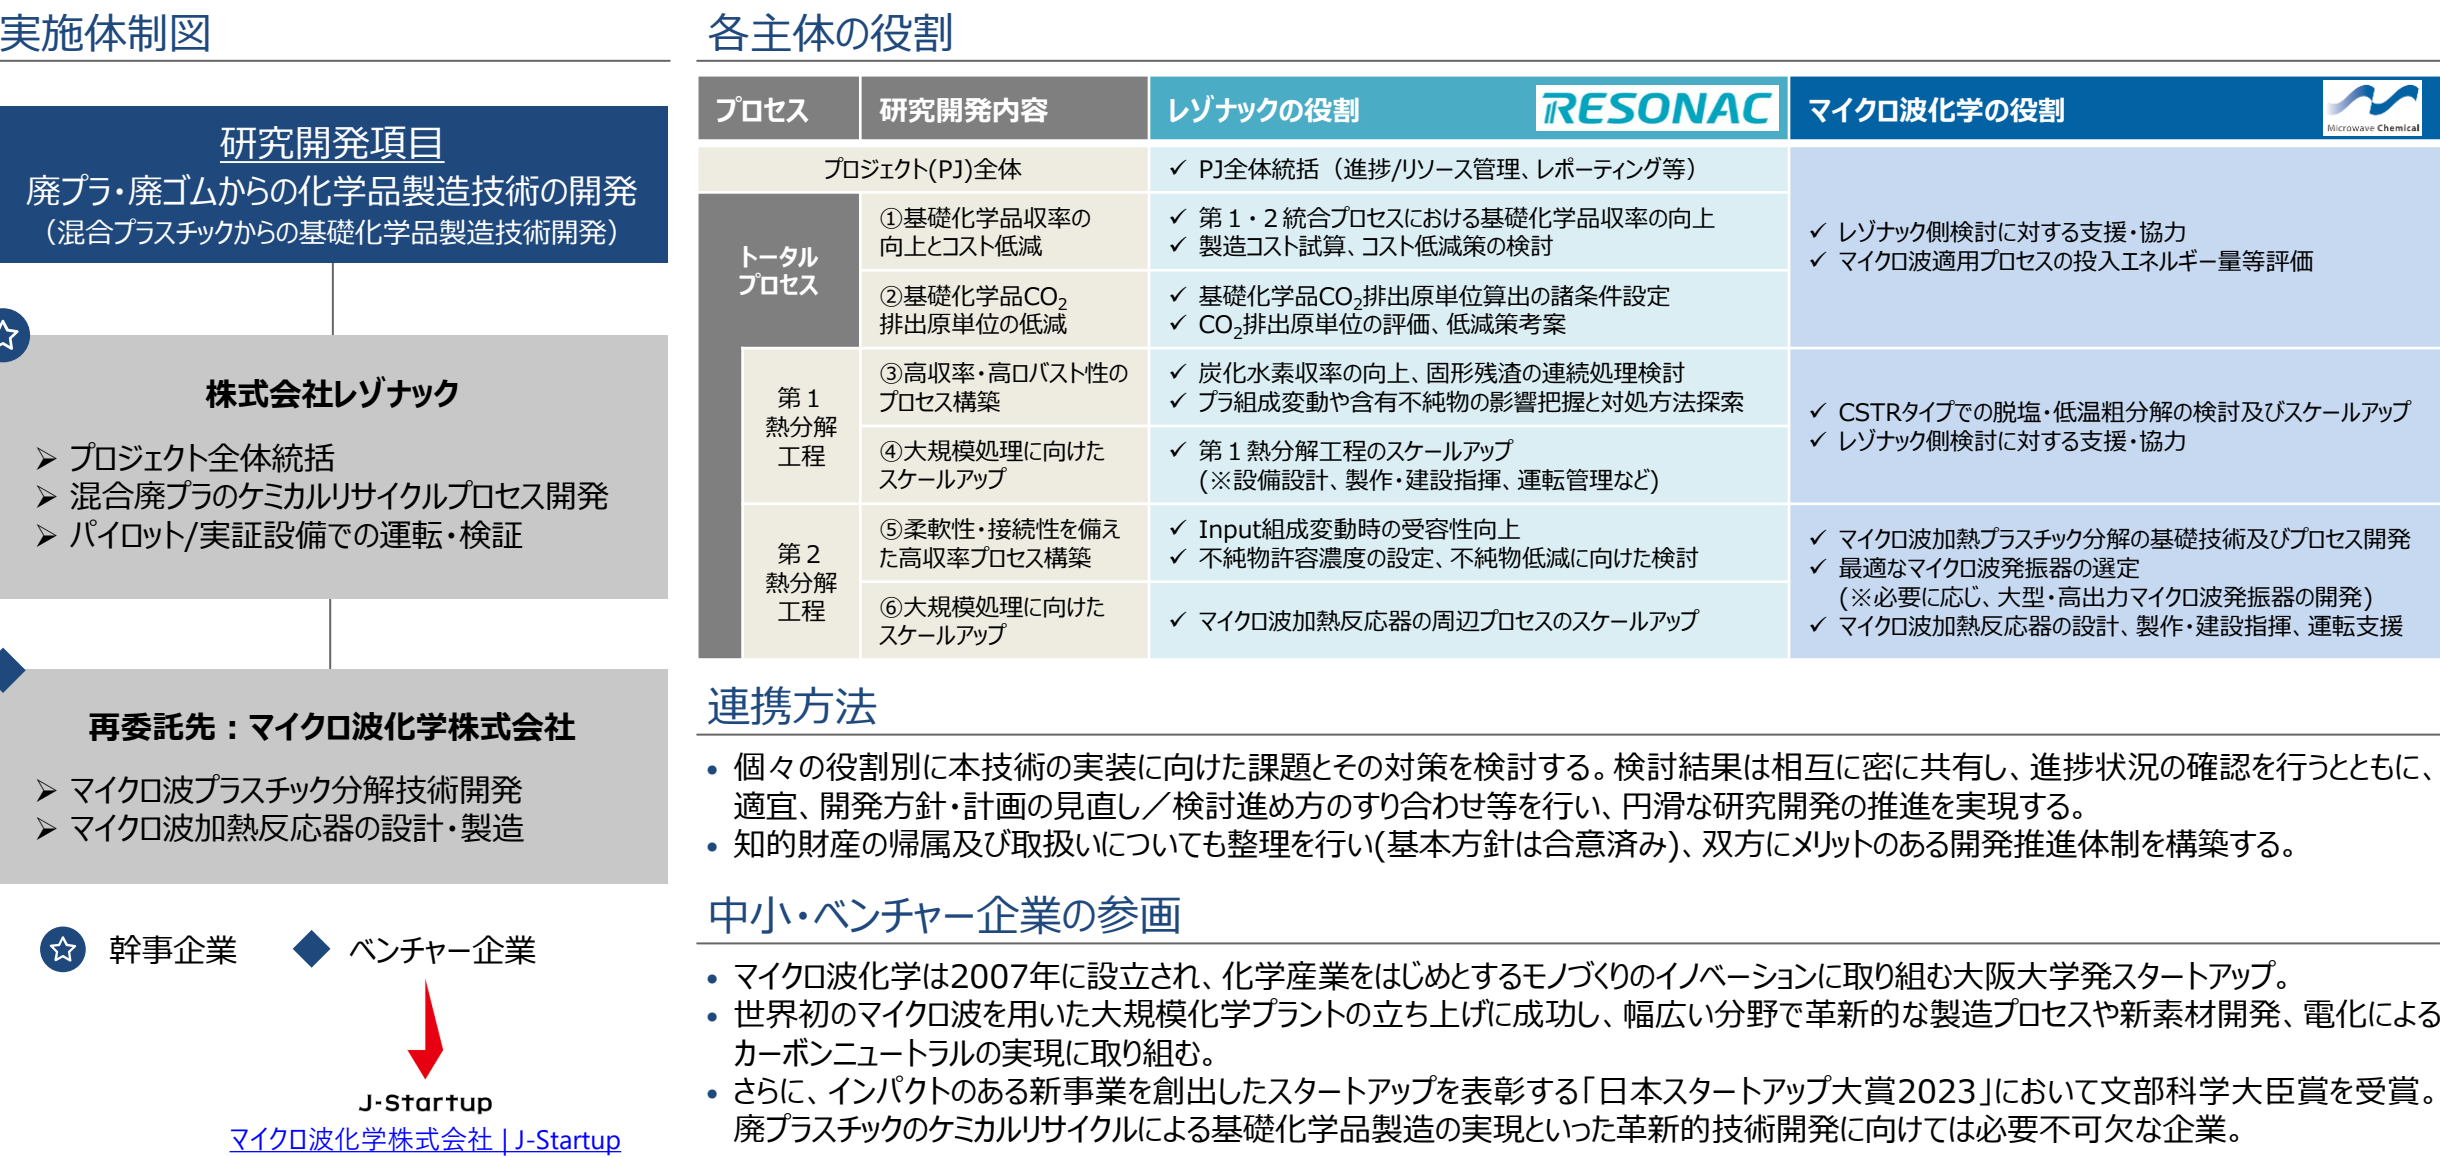 実施体制図
研究開発項目
廃プラ・廃ゴムからの化学品製造技術の開発
（混合プラスチックからの基礎化学品製造技術開発）
株式会社レゾナック
➢ プロジェクト全体統括
➢ 混合廃プラのケミカルリサイクルプロセス開発
➢ パイロット/実証設備での運転・検証
再委託先：マイクロ波化学株式会社
➢ マイクロ波プラスチック分解技術開発
➢ マイクロ波加熱反応器の設計・製造
幹事企業
ベンチャー企業
J-Startup
マイクロ波化学株式会社 | J-Startup
各主体の役割
プロセス
研究開発内容
レゾナックの役割
RESONAC
マイクロ波化学の役割
Microwave Chemical
プロジェクト(PJ)全体
✓ PJ全体統括（進捗/リソース管理、レポーティング等）
トータル
プロセス
①基礎化学品収率の
向上とコスト低減
✓ 第１・２統合プロセスにおける基礎化学品収率の向上
✓ 製造コスト試算、コスト低減策の検討
②基礎化学品CO2
排出原単位の低減
✓ 基礎化学品CO2排出原単位算出の諸条件設定
✓ CO2排出原単位の評価、低減策考案
✓ レゾナック側検討に対する支援・協力
✓ マイクロ波適用プロセスの投入エネルギー量等評価
第１
熱分解
工程
③高収率・高ロバスト性の
プロセス構築
✓ 炭化水素収率の向上、固形残渣の連続処理検討
✓ プラ組成変動や含有不純物の影響把握と対処方法探索
④大規模処理に向けた
スケールアップ
✓ 第１熱分解工程のスケールアップ
(※設備設計、製作・建設指揮、運転管理など)
✓ CSTRタイプでの脱塩・低温粗分解の検討及びスケールアップ
✓ レゾナック側検討に対する支援・協力
第２
熱分解
工程
⑤柔軟性・接続性を備え
た高収率プロセス構築
✓ Input組成変動時の受容性向上
✓ 不純物許容濃度の設定、不純物低減に向けた検討
⑥大規模処理に向けた
スケールアップ
✓ マイクロ波加熱反応器の周辺プロセスのスケールアップ
✓ マイクロ波加熱プラスチック分解の基礎技術及びプロセス開発
✓ 最適なマイクロ波発振器の選定
(※必要に応じ、大型・高出力マイクロ波発振器の開発)
✓ マイクロ波加熱反応器の設計、製作・建設指揮、運転支援
連携方法
• 個々の役割別に本技術の実装に向けた課題とその対策を検討する。検討結果は相互に密に共有し、進捗状況の確認を行うとともに、
適宜、開発方針・計画の見直し／検討進め方のすり合わせ等を行い、円滑な研究開発の推進を実現する。
• 知的財産の帰属及び取扱いについても整理を行い(基本方針は合意済み)、双方にメリットのある開発推進体制を構築する。
中小・ベンチャー企業の参画
• マイクロ波化学は2007年に設立され、化学産業をはじめとするモノづくりのイノベーションに取り組む大阪大学発スタートアップ。
• 世界初のマイクロ波を用いた大規模化学プラントの立ち上げに成功し、幅広い分野で革新的な製造プロセスや新素材開発、電化による
カーボンニュートラルの実現に取り組む。
• さらに、インパクトのある新事業を創出したスタートアップを表彰する「日本スタートアップ大賞2023」において文部科学大臣賞を受賞。
廃プラスチックのケミカルリサイクルによる基礎化学品製造の実現といった革新的技術開発に向けては必要不可欠な企業。